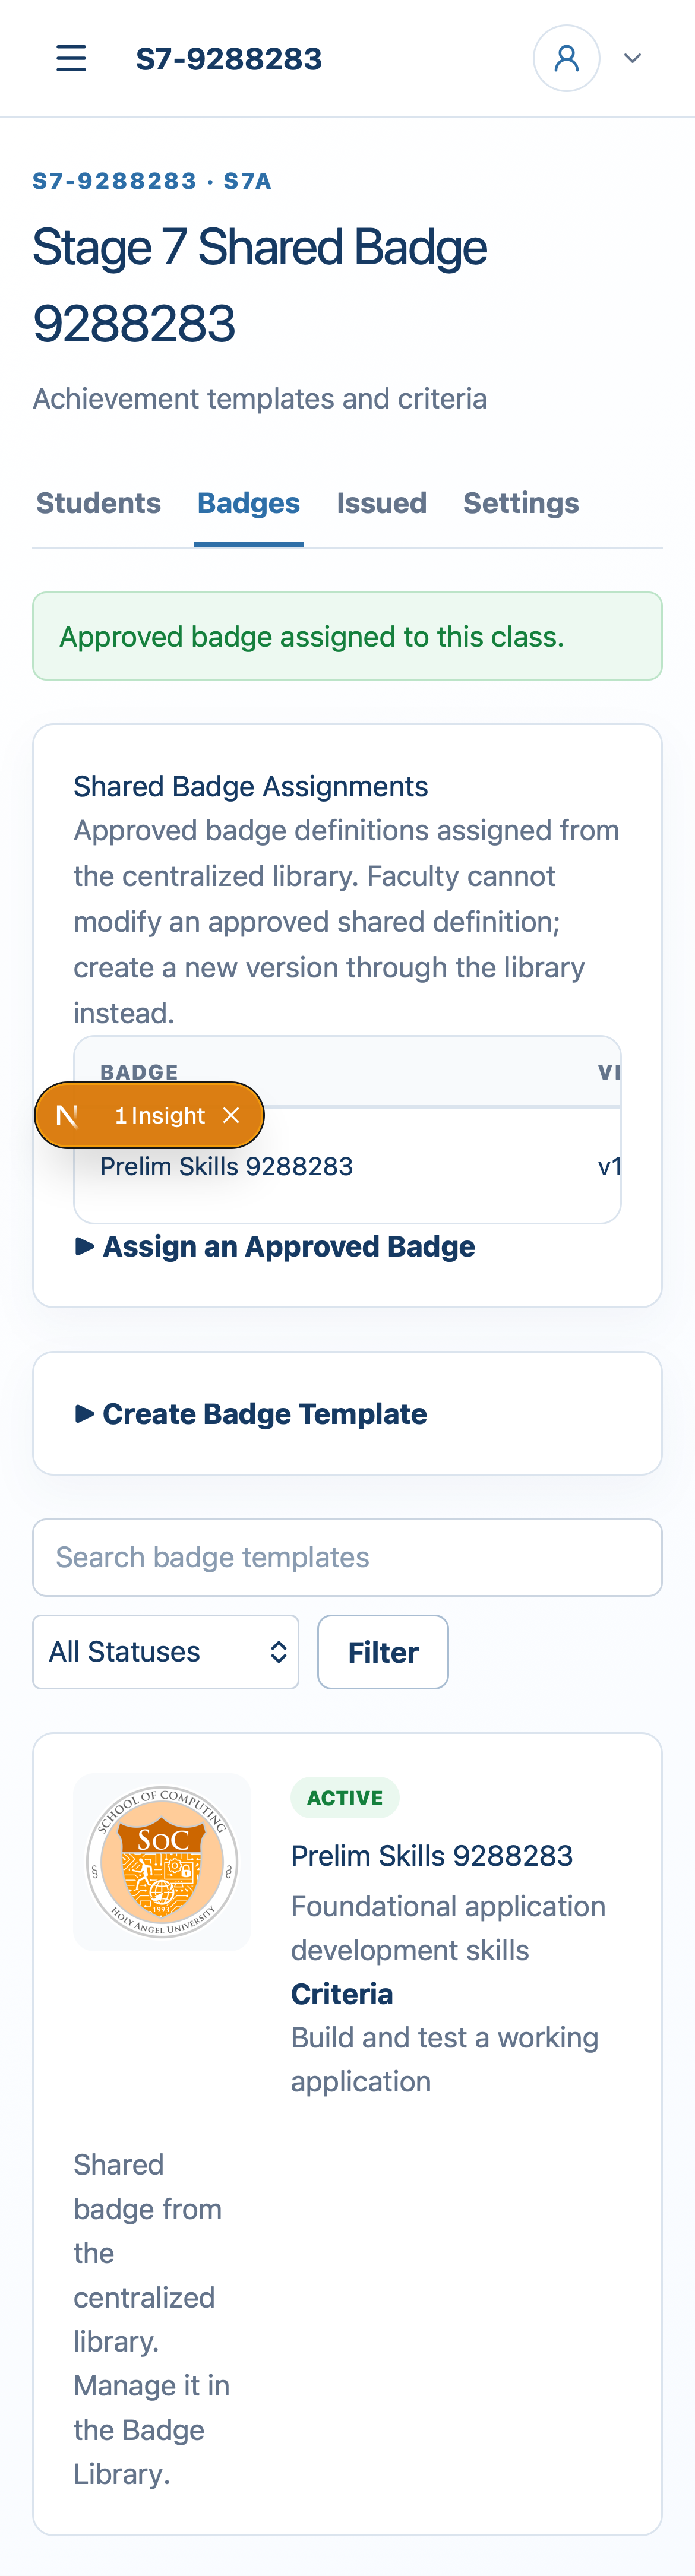 S7-9288283
S7-9288283 · S7A
Stage 7 Shared Badge
9288283
Achievement templates and criteria
Students Badges Issued Settings
Approved badge assigned to this class.
Shared Badge Assignments
Approved badge definitions assigned from
the centralized library. Faculty cannot
modify an approved shared definition;
create a new version through the library
instead.
BADGE
N 1 Insight
Prelim Skills 9288283 v1
Assign an Approved Badge
Create Badge Template
Search badge templates
All Statuses Filter
SCHOOL OF COMPUTING
SoC
1993
HOLY ANGEL UNIVERSITY
ACTIVE
Prelim Skills 9288283
Foundational application
development skills
Criteria
Build and test a working
application
Shared
badge from
the
centralized
library.
Manage it in
the Badge
Library.